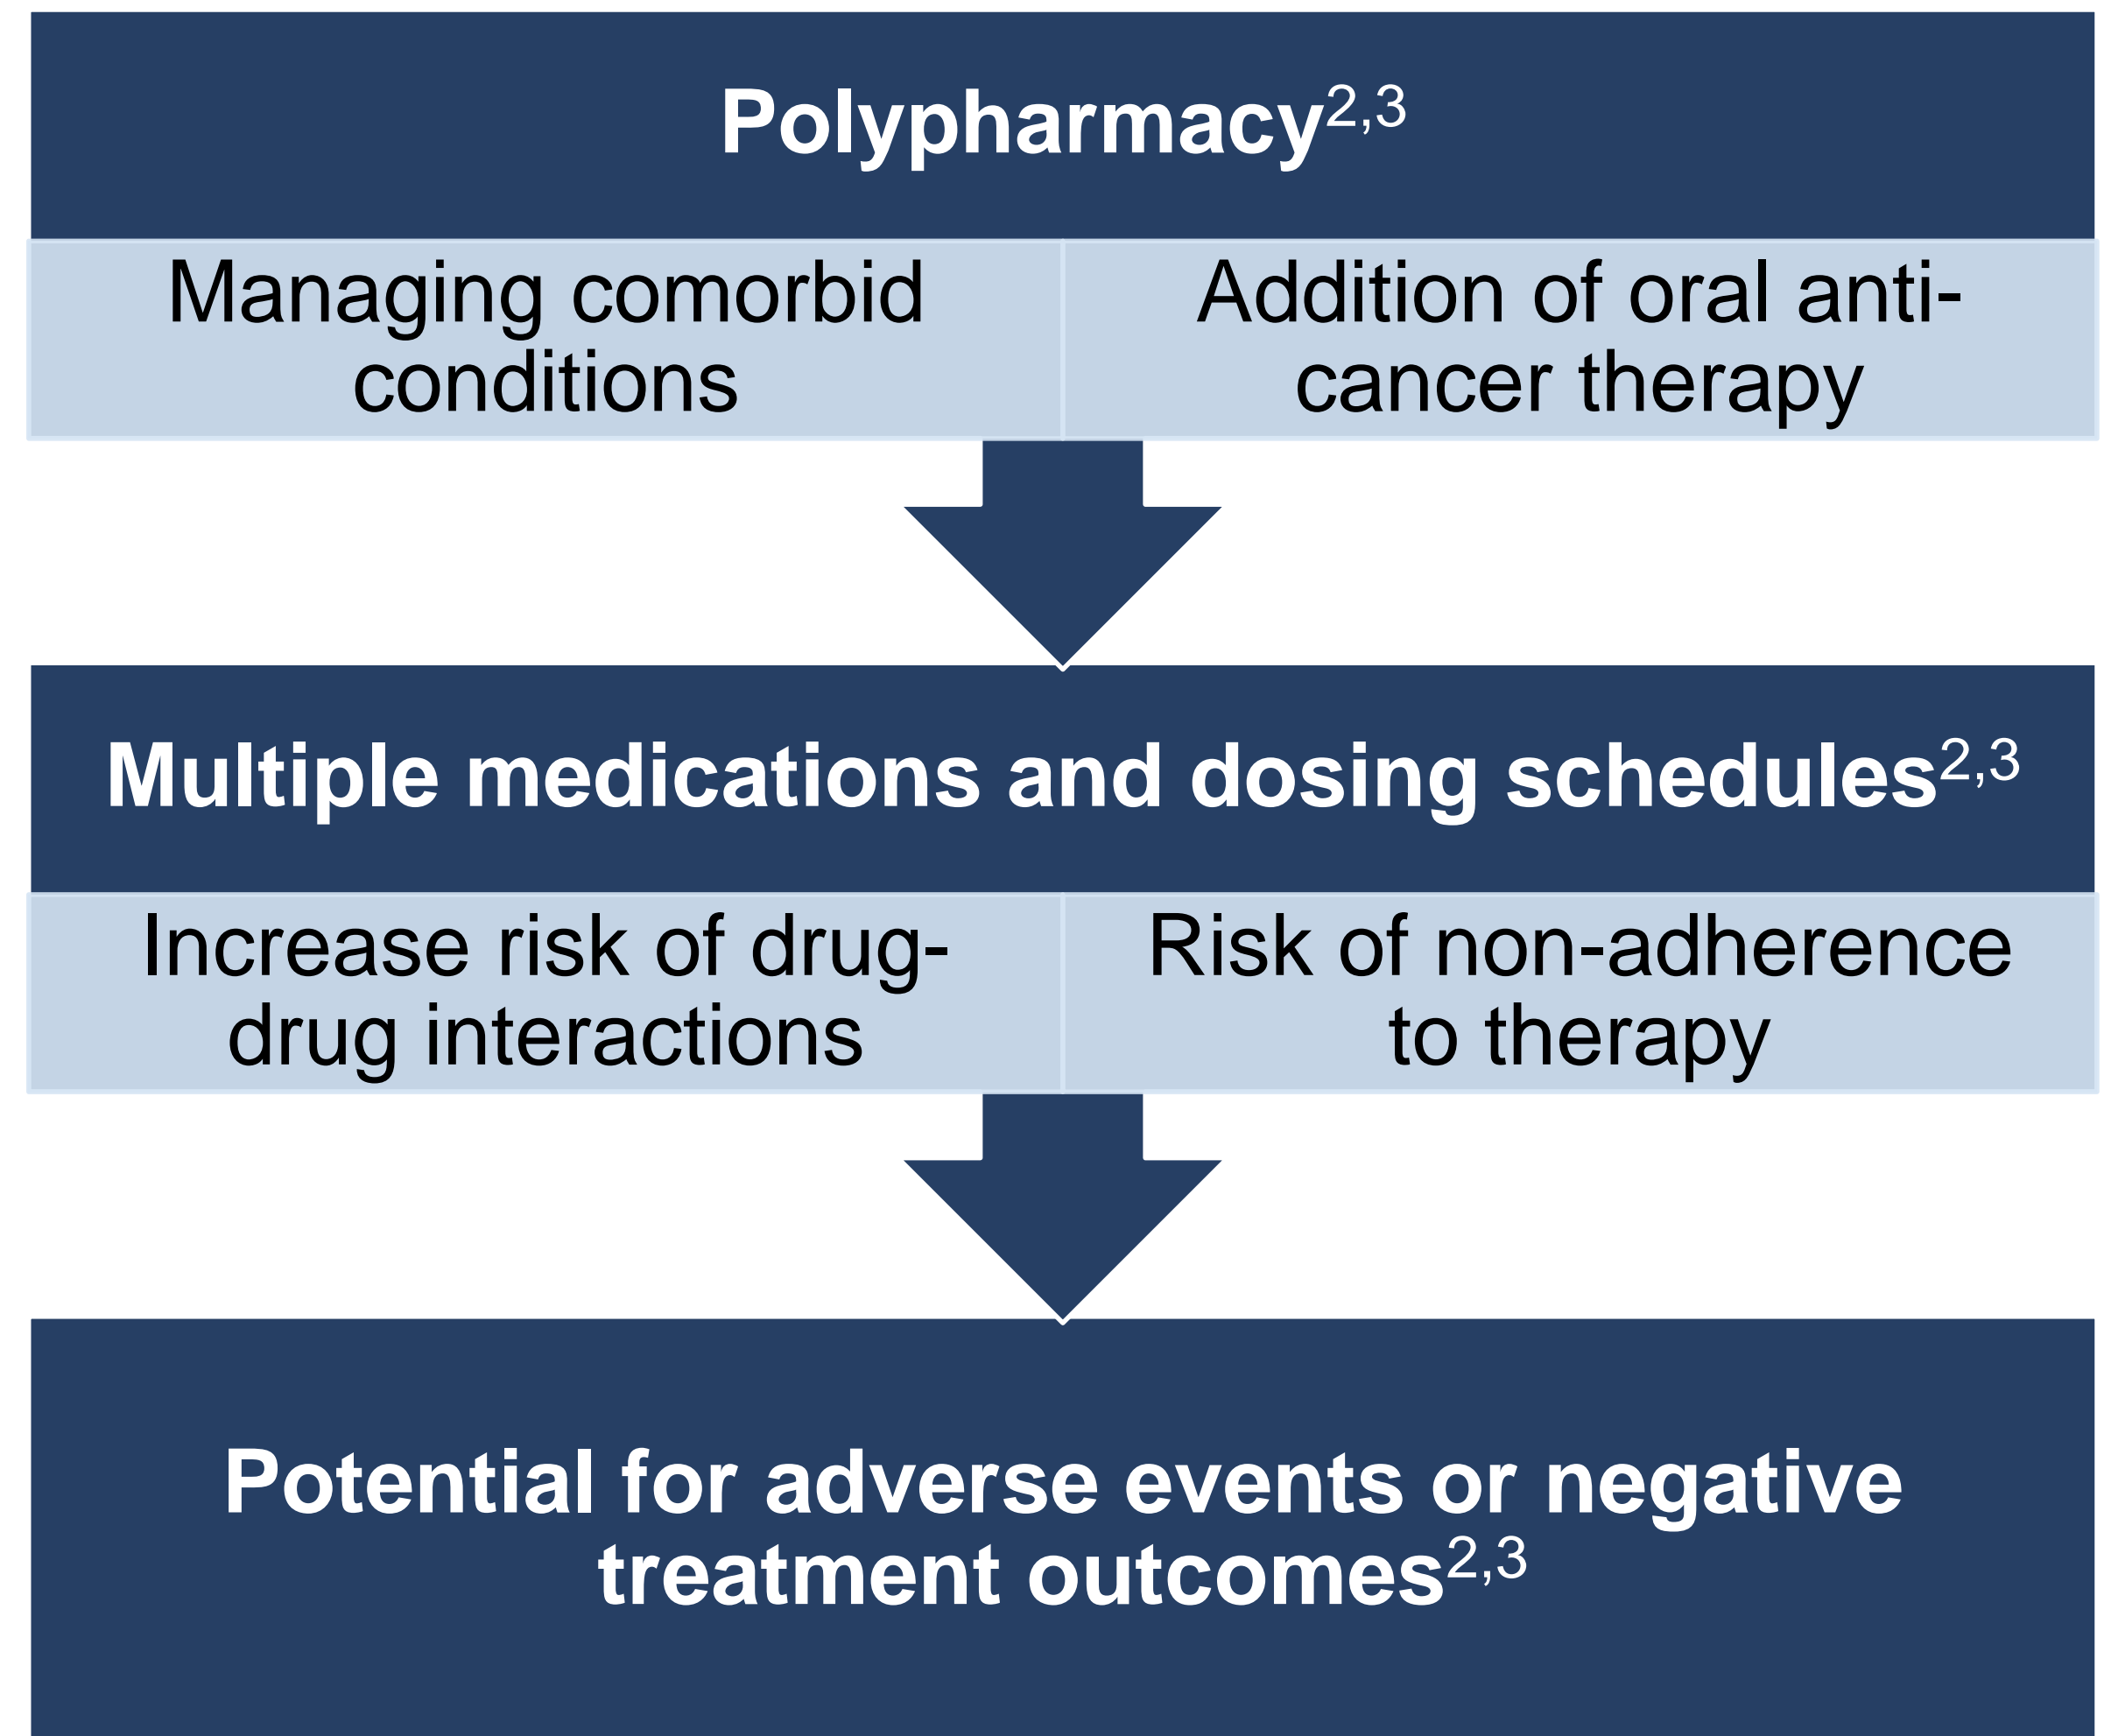 Polypharmacy2,3
Managing comorbid
conditions
Addition of oral anti-
cancer therapy
Multiple medications and dosing schedules2,3
Increase risk of drug-
drug interactions
Risk of non-adherence
to therapy
Potential for adverse events or negative
treatment outcomes2,3